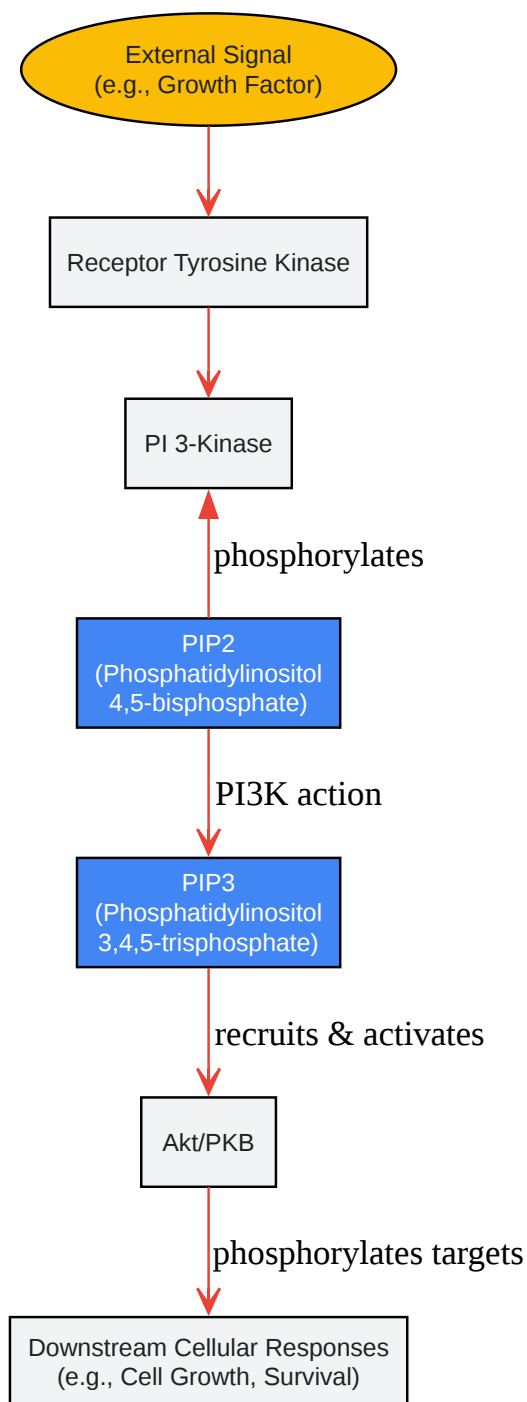 External Signal
(e.g., Growth Factor)
Receptor Tyrosine Kinase
PI 3-Kinase
phosphorylates
PIP2
(Phosphatidylinositol
4,5-bisphosphate)
PI3K action
PIP3
(Phosphatidylinositol
3,4,5-trisphosphate)
recruits & activates
Akt/PKB
phosphorylates targets
Downstream Cellular Responses
(e.g., Cell Growth, Survival)